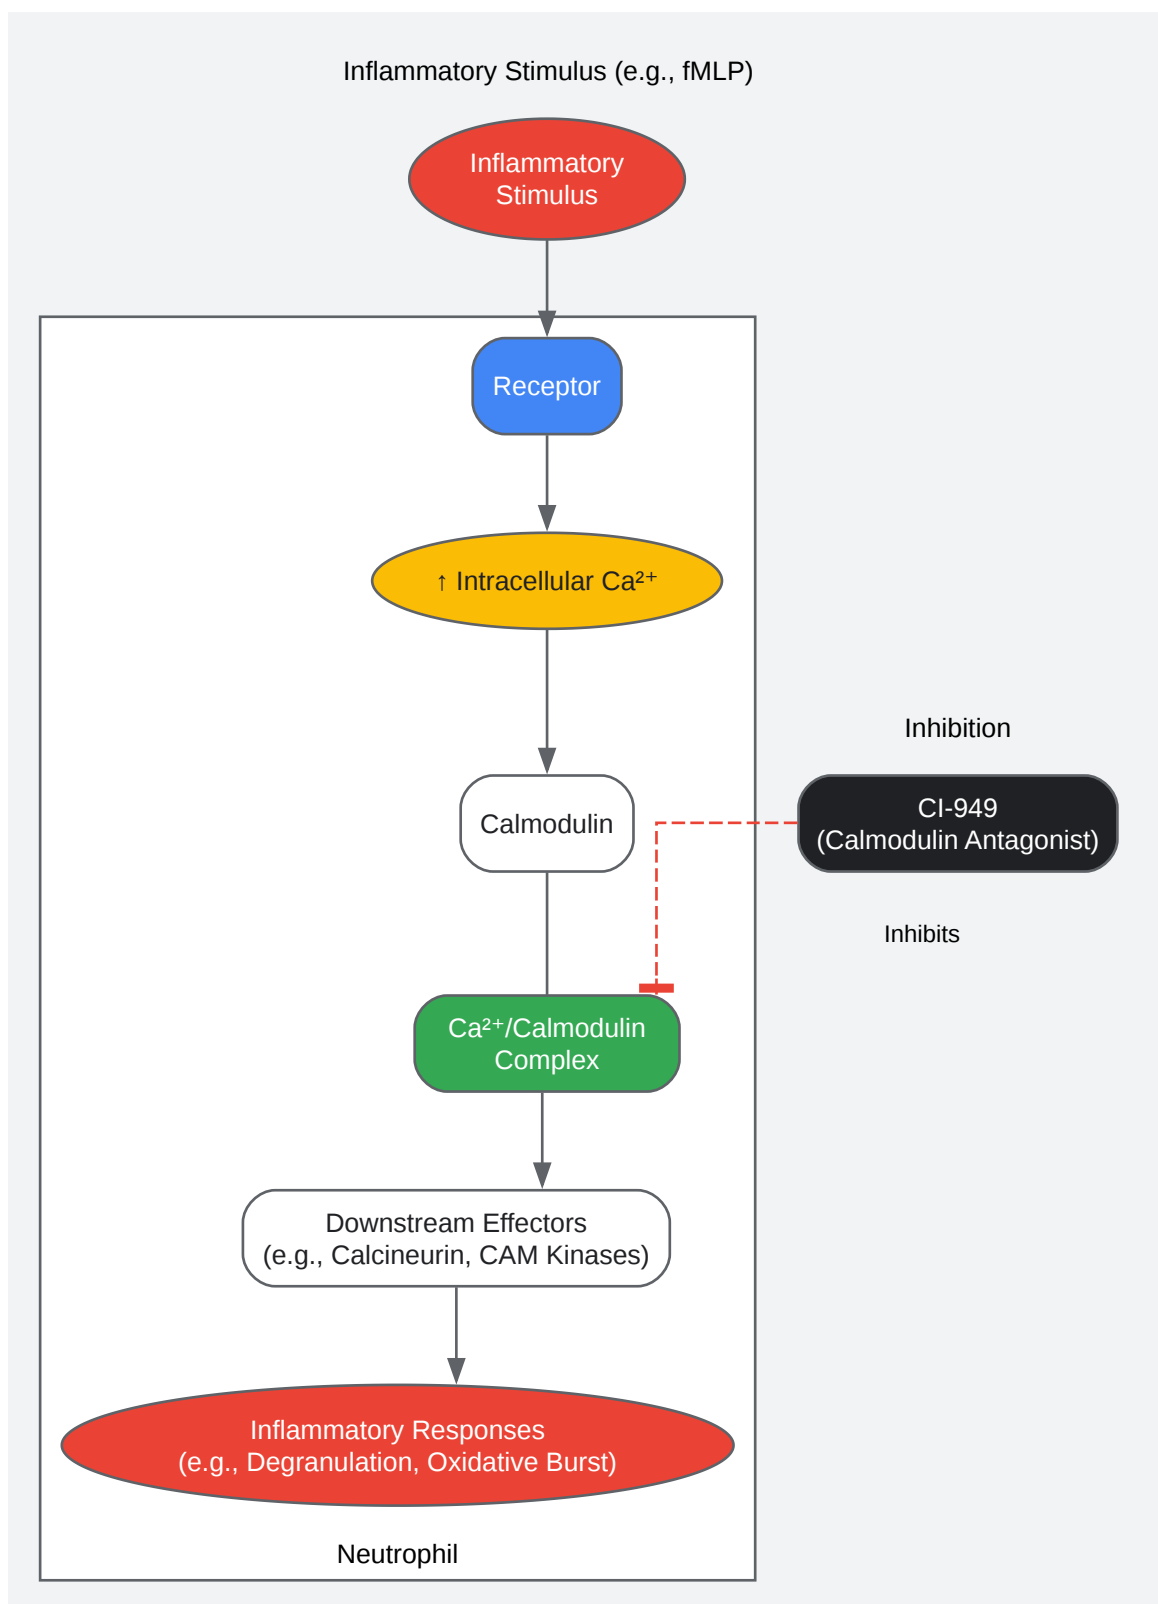 Inflammatory Stimulus (e.g., fMLP)
Inflammatory
Stimulus
Receptor
↑ Intracellular Ca²⁺
Inhibition
Calmodulin
CI-949
(Calmodulin Antagonist)
Inhibits
Ca²⁺/Calmodulin
Complex
Downstream Effectors
(e.g., Calcineurin, CAM Kinases)
Inflammatory Responses
(e.g., Degranulation, Oxidative Burst)
Neutrophil